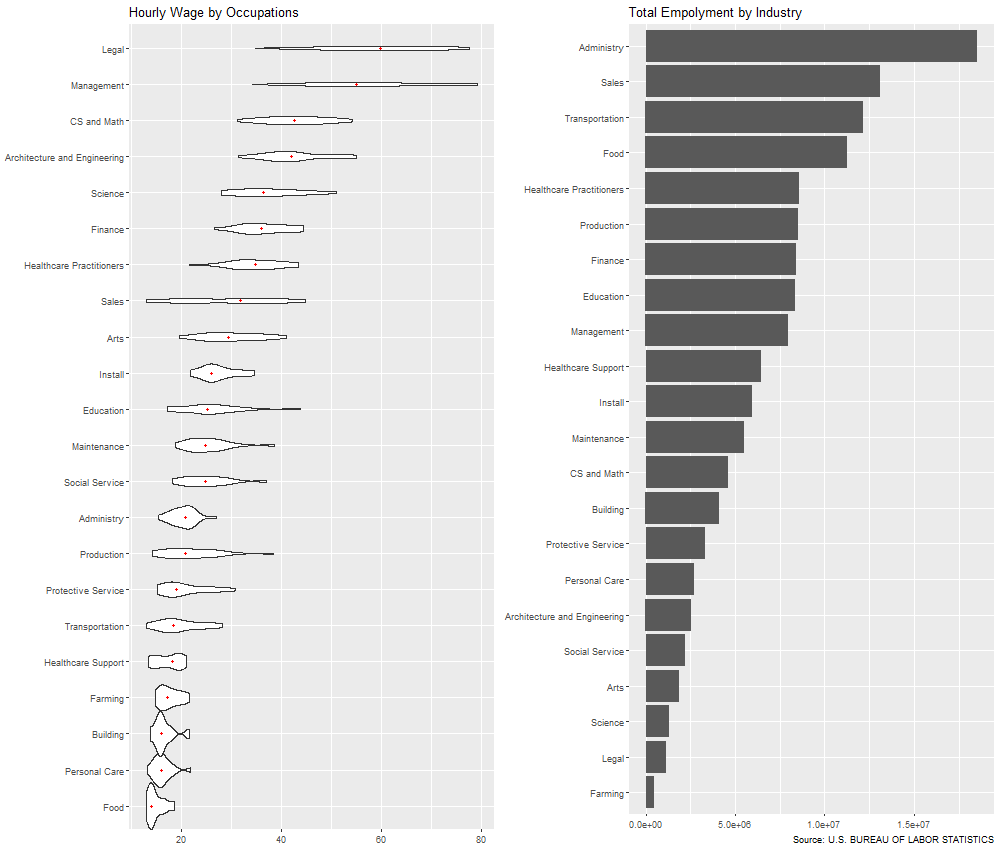 Hourly Wage by Occupations
Legal
Management
CS and Math
Architecture and Engineering
Science
Finance
Healthcare Practitioners
Sales
Arts
Install
Education
Maintenance
Social Service
Administry
Production
Protective Service
Transportation
Healthcare Support
Farming
Building
Personal Care
Food
20 40 60 80
Total Empolyment by Industry
Administry
Sales
Transportation
Food
Healthcare Practitioners
Production
Finance
Education
Management
Healthcare Support
Install
Maintenance
CS and Math
Building
Protective Service
Personal Care
Architecture and Engineering
Social Service
Arts
Science
Legal
Farming
0.0e+00 5.0e+06 1.0e+07 1.5e+07
Source: U.S. BUREAU OF LABOR STATISTICS